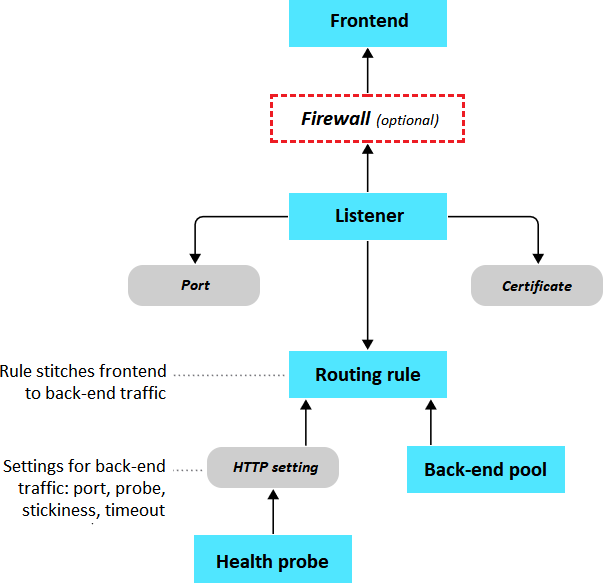 Frontend
Firewall (optional)
Listener
Port
Certificate
Rule stitches frontend
to back-end traffic
Routing rule
Settings for back-end
traffic: port, probe,
stickiness, timeout
HTTP setting
Back-end pool
Health probe